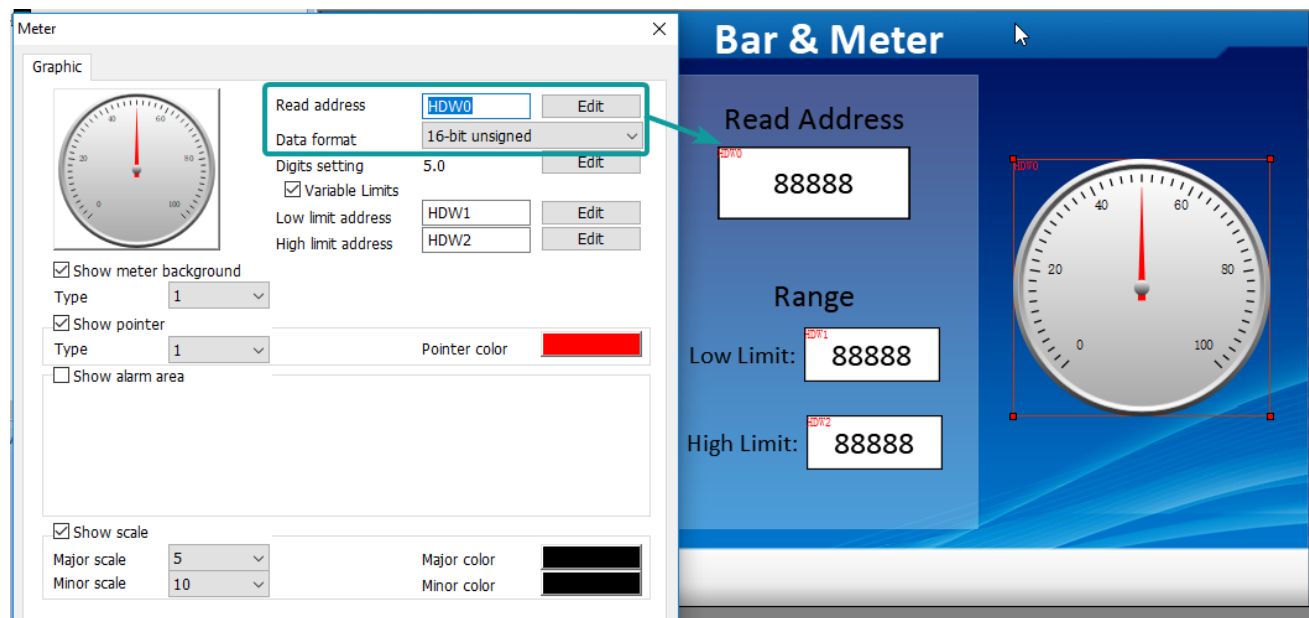 Meter
Graphic
40 60
20 80
0 100
Read address HDW0 Edit
Data format 16-bit unsigned
Digits setting 5.0 Edit
Variable Limits
Low limit address HDW1 Edit
High limit address HDW2 Edit
Show meter background
Type 1
Show pointer
Type 1 Pointer color
Show alarm area
Show scale
Major scale 5 Major color
Minor scale 10 Minor color
Bar & Meter
Read Address
HDW0
88888
Range
HDW1
Low Limit: 88888
HDW2
High Limit: 88888
HDW0
40 60
20 80
0 100